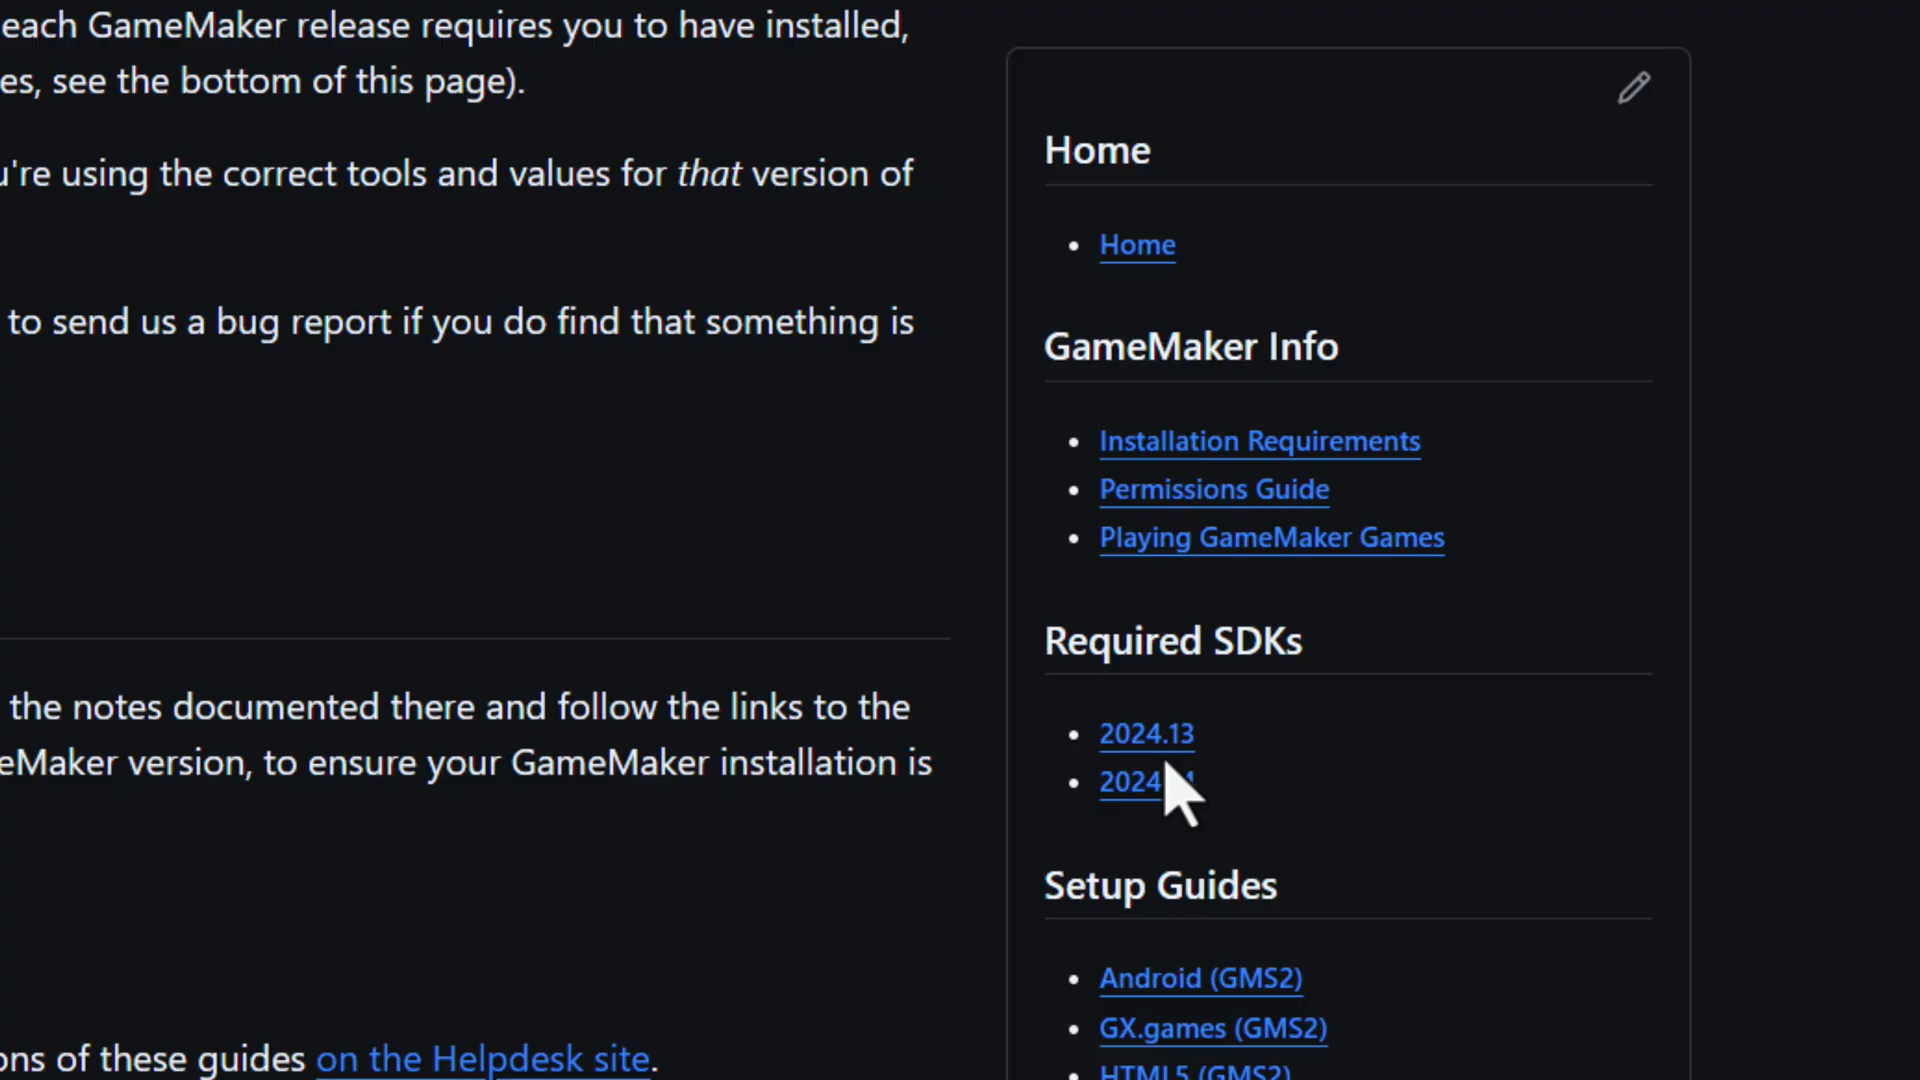 each GameMaker release requires you to have installed,
es, see the bottom of this page).
u're using the correct tools and values for that version of
to send us a bug report if you do find that something is
the notes documented there and follow the links to the
eMaker version, to ensure your GameMaker installation is
ons of these guides on the Helpdesk site.
Home
Home
GameMaker Info
Installation Requirements
Permissions Guide
Playing GameMaker Games
Required SDKs
2024.13
Setup Guides
Android (GMS2)
GX.games (GMS2)
HTML5 (GMS2)